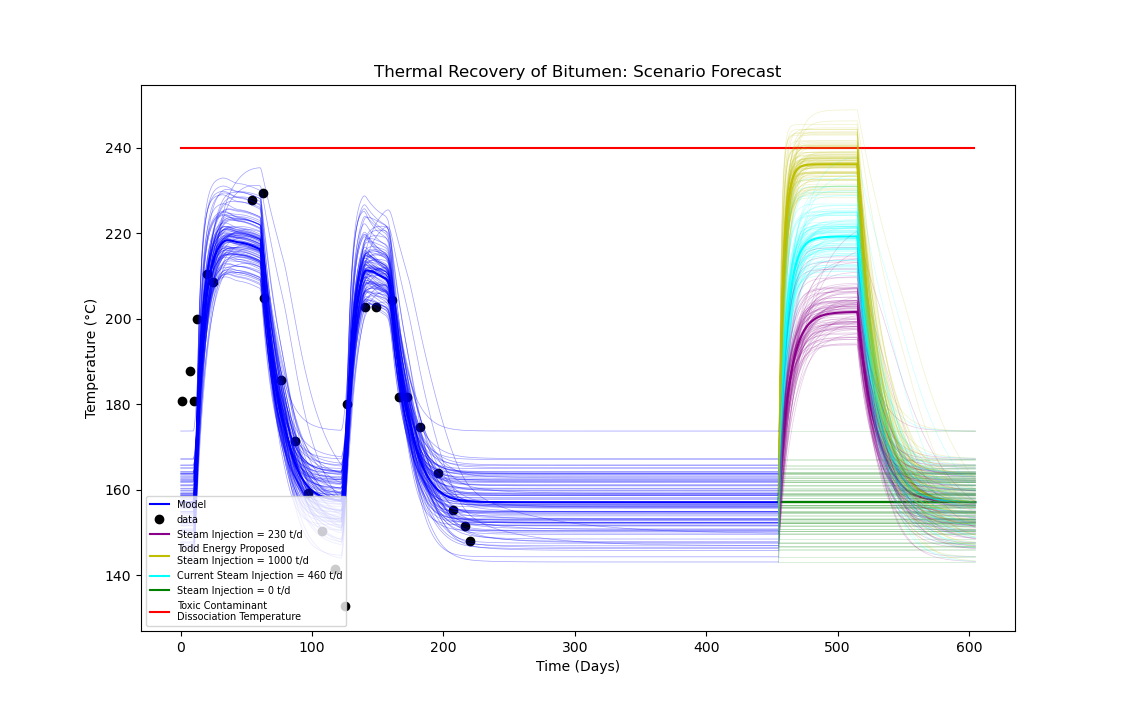 Thermal Recovery of Bitumen: Scenario Forecast
Temperature (°C)
240
220
200
180
160
140
Model
data
Steam Injection = 230 t/d
Todd Energy Proposed
Steam Injection = 1000 t/d
Current Steam Injection = 460 t/d
Steam Injection = 0 t/d
Toxic Contaminant
Dissociation Temperature
0 100 200 300 400 500 600
Time (Days)